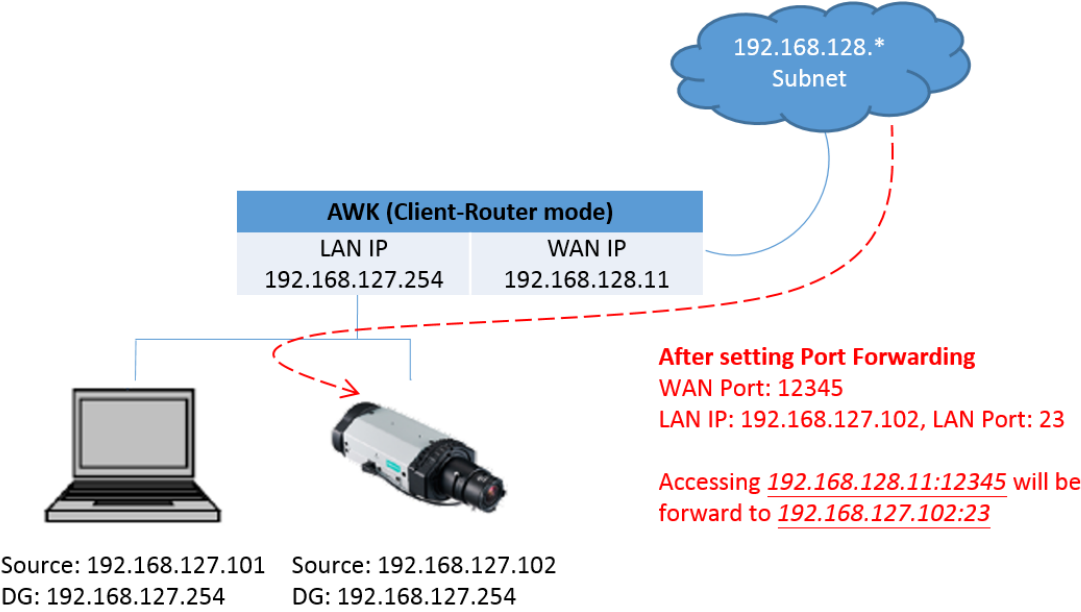 192.168.128.*
Subnet
AWK (Client-Router mode)
LAN IP
192.168.127.254
WAN IP
192.168.128.11
After setting Port Forwarding
WAN Port: 12345
LAN IP: 192.168.127.102, LAN Port: 23
Accessing 192.168.128.11:12345 will be
forward to 192.168.127.102:23
Source: 192.168.127.101
DG: 192.168.127.254
Source: 192.168.127.102
DG: 192.168.127.254